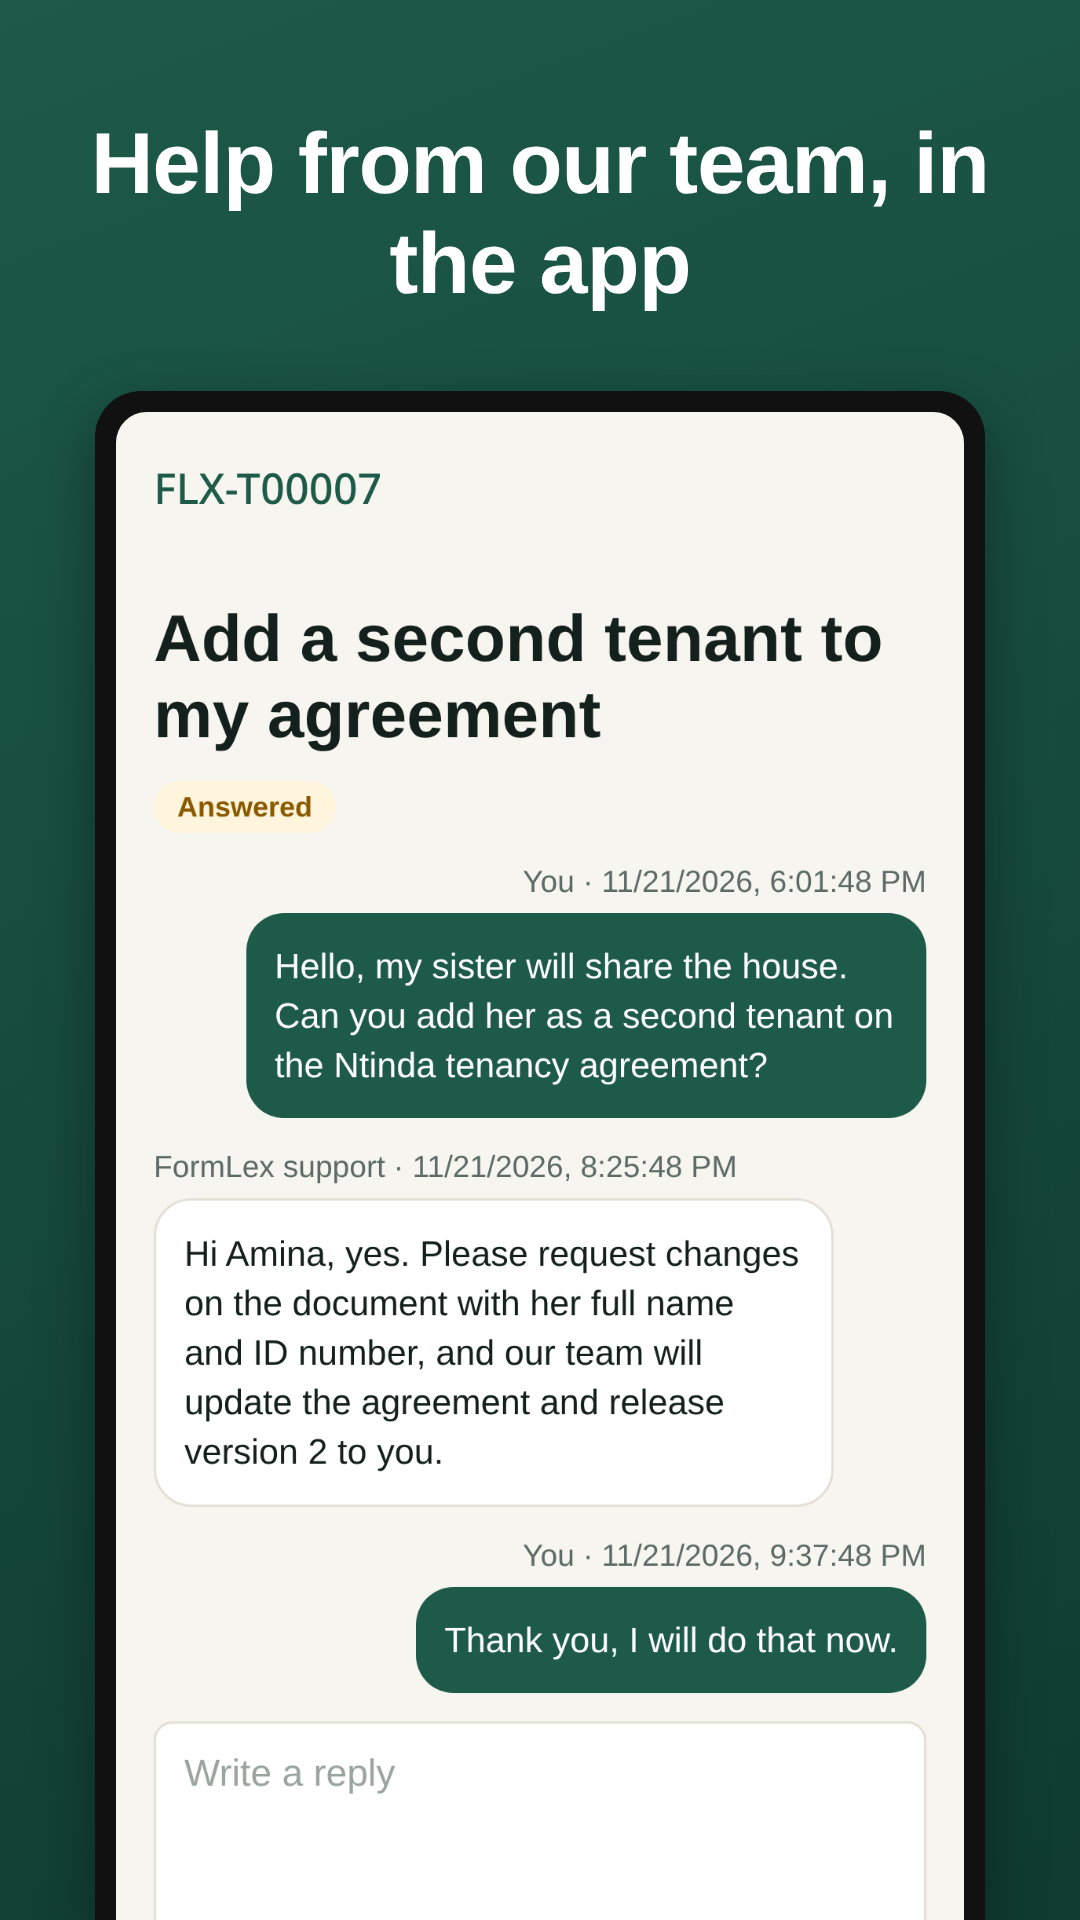 Help from our team, in
the app
FLX-T00007
Add a second tenant to
my agreement
Answered
You · 11/21/2026, 6:01:48 PM
Hello, my sister will share the house.
Can you add her as a second tenant on
the Ntinda tenancy agreement?
FormLex support · 11/21/2026, 8:25:48 PM
Hi Amina, yes. Please request changes
on the document with her full name
and ID number, and our team will
update the agreement and release
version 2 to you.
You · 11/21/2026, 9:37:48 PM
Thank you, I will do that now.
Write a reply